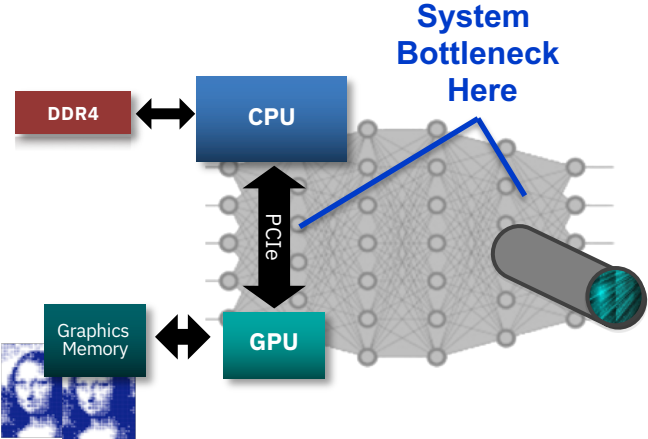 System
Bottleneck
Here
DDR4
CPU
PCIe
Graphics
Memory
GPU